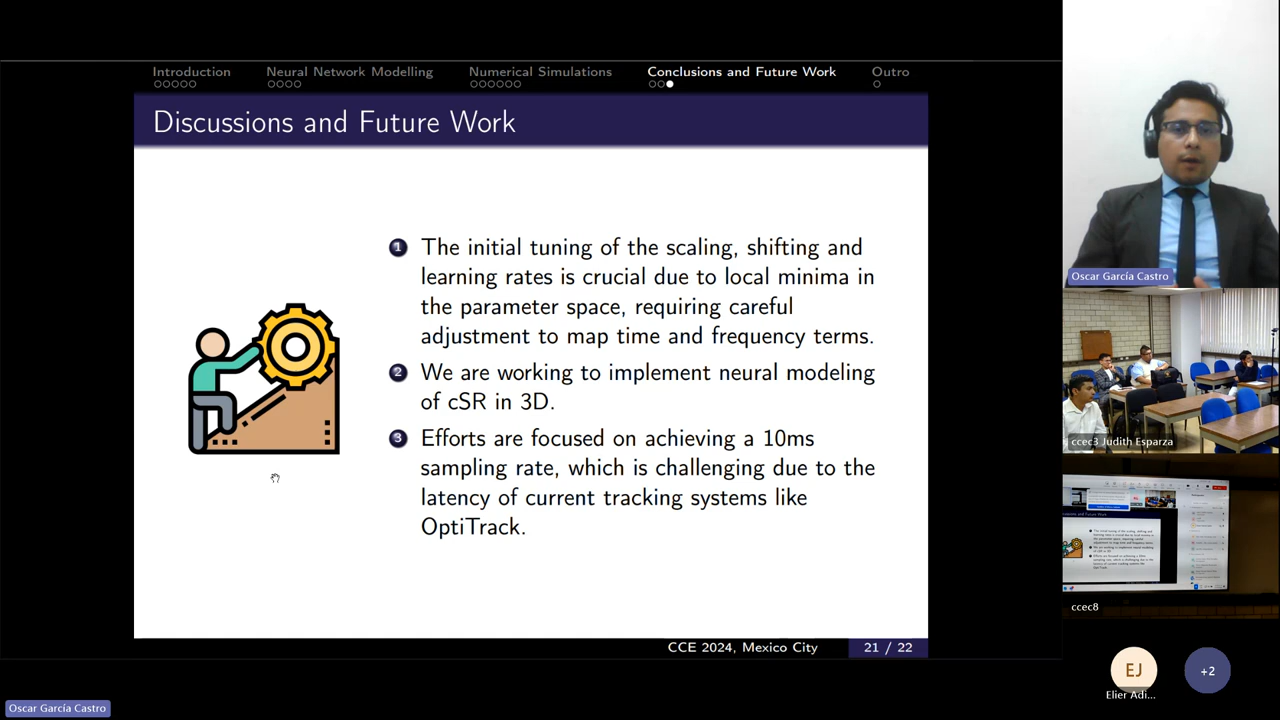 Introduction
Neural Network Modelling
Numerical Simulations
Conclusions and Future Work
Outro
Discussions and Future Work
1 The initial tuning of the scaling, shifting and
learning rates is crucial due to local minima in
the parameter space, requiring careful
adjustment to map time and frequency terms.
2 We are working to implement neural modeling
of cSR in 3D.
3 Efforts are focused on achieving a 10ms
sampling rate, which is challenging due to the
latency of current tracking systems like
OptiTrack.
CCE 2024, Mexico City
21 / 22
Oscar García Castro
Oscar García Castro
ccec3 Judith Esparza
ccec8
EJ
Elier Adi...
+2